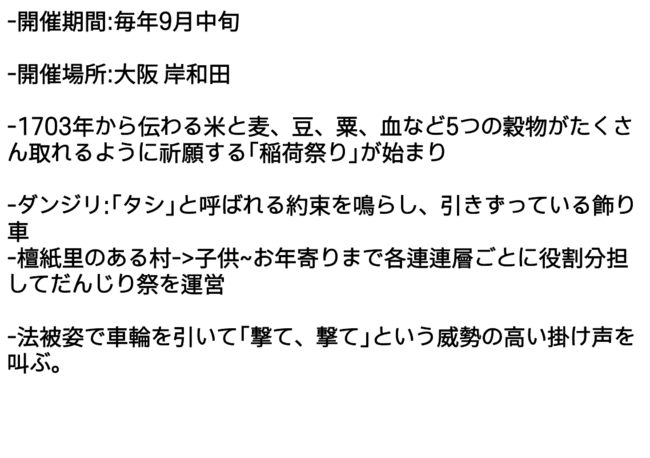 -開催期間:毎年9月中旬
-開催場所:大阪 岸和田
-1703年から伝わる米と麦、豆、粟、血など5つの穀物がたくさ
ん取れるように祈願する｢稲荷祭り｣が始まり
-ダンジリ:｢タシ｣と呼ばれる約束を鳴らし、引きずっている飾り
車
-檀紙里のある村->子供~お年寄りまで各連連層ごとに役割分担
してだんじり祭を運営
-法被姿で車輪を引いて｢撃て、撃て｣という威勢の高い掛け声を
叫ぶ。